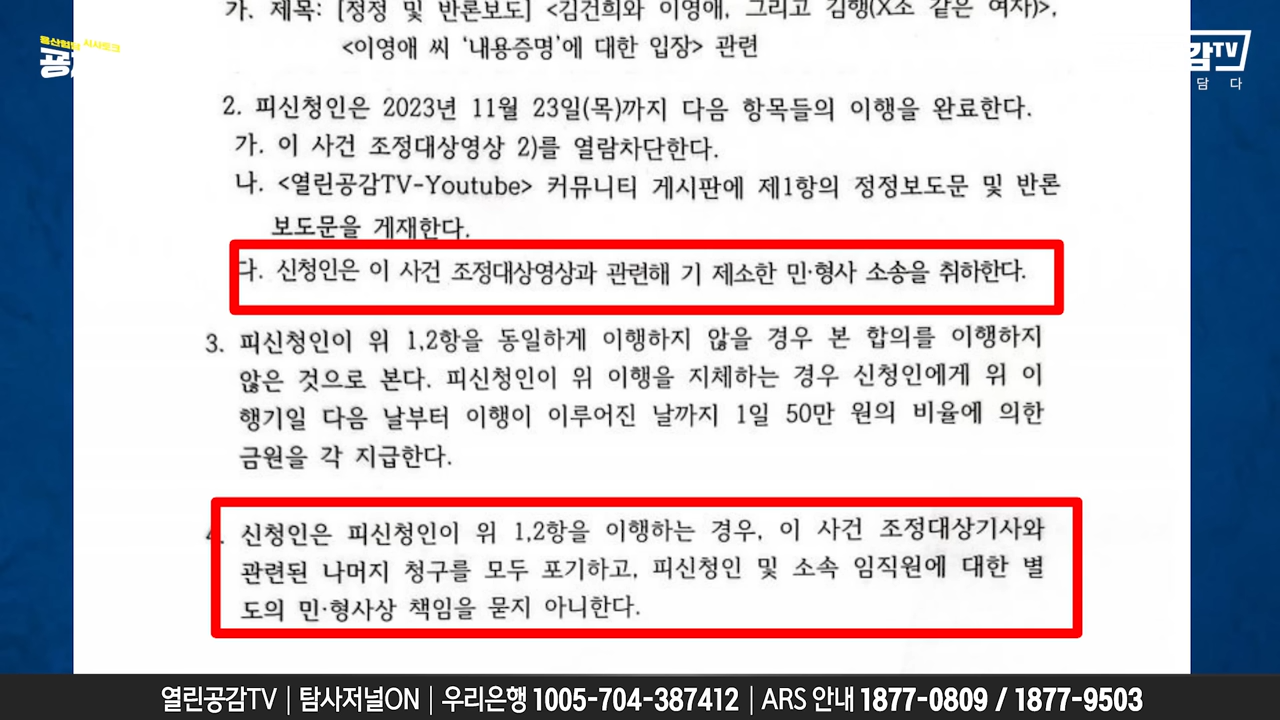 가. 제목: [정정 및 반론보도] <김건희와 이영애, 그리고 김행(X소 같은 여자)>,
<이영애 씨 '내용증명'에 대한 입장> 관련
용산협담 시사토크
감TV
담 다
2. 피신청인은 2023년 11월 23일(목)까지 다음 항목들의 이행을 완료한다.
가. 이 사건 조정대상영상 2)를 열람차단한다.
나. <열린공감TV-Youtube> 커뮤니티 게시판에 제1항의 정정보도문 및 반론
보도문을 게재한다.
다. 신청인은 이 사건 조정대상영상과 관련해 기 제소한 민·형사 소송을 취하한다.
3. 피신청인이 위 1,2항을 동일하게 이행하지 않을 경우 본 합의를 이행하지
않은 것으로 본다. 피신청인이 위 이행을 지체하는 경우 신청인에게 위 이
행기일 다음 날부터 이행이 이루어진 날까지 1일 50만 원의 비율에 의한
금원을 각 지급한다.
4. 신청인은 피신청인이 위 1,2항을 이행하는 경우, 이 사건 조정대상기사와
관련된 나머지 청구를 모두 포기하고, 피신청인 및 소속 임직원에 대한 별
도의 민·형사상 책임을 묻지 아니한다.
열린공감TV | 탐사저널ON | 우리은행 1005-704-387412 | ARS 안내 1877-0809 / 1877-9503